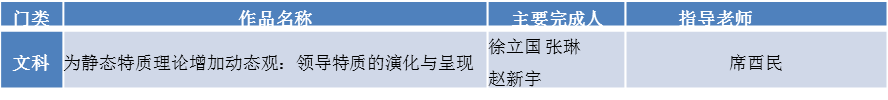 门类 作品名称 主要完成人 指导老师
文科 为静态特质理论增加动态观：领导特质的演化与呈现 徐立国 张琳 席酉民
赵新宇